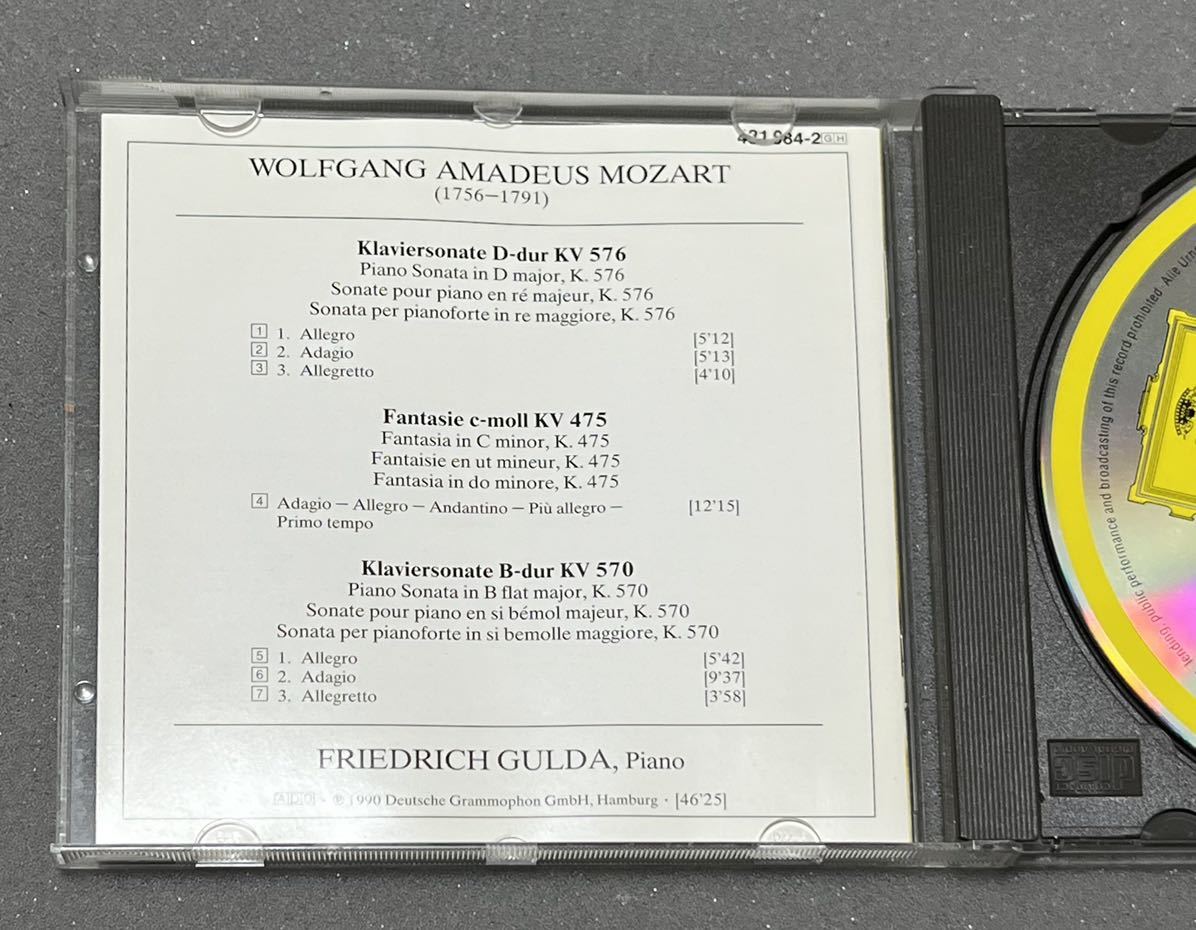 431 084-2 GH
WOLFGANG AMADEUS MOZART
(1756–1791)
Klaviersonate D-dur KV 576
Piano Sonata in D major, K. 576
Sonate pour piano en ré majeur, K. 576
Sonata per pianoforte in re maggiore, K. 576
1 1. Allegro [5'12]
2 2. Adagio [5'13]
3 3. Allegretto [4'10]
Fantasie c-moll KV 475
Fantasia in C minor, K. 475
Fantaisie en ut mineur, K. 475
Fantasia in do minore, K. 475
4 Adagio – Allegro – Andantino – Più allegro – [12'15]
Primo tempo
Klaviersonate B-dur KV 570
Piano Sonata in B flat major, K. 570
Sonate pour piano en si bémol majeur, K. 570
Sonata per pianoforte in si bemolle maggiore, K. 570
5 1. Allegro [5'42]
6 2. Adagio [9'37]
7 3. Allegretto [3'58]
FRIEDRICH GULDA, Piano
ADD · ℗ 1990 Deutsche Grammophon GmbH, Hamburg · [46'25]
lending, public performance and broadcasting of this record prohibited · Alle
disc